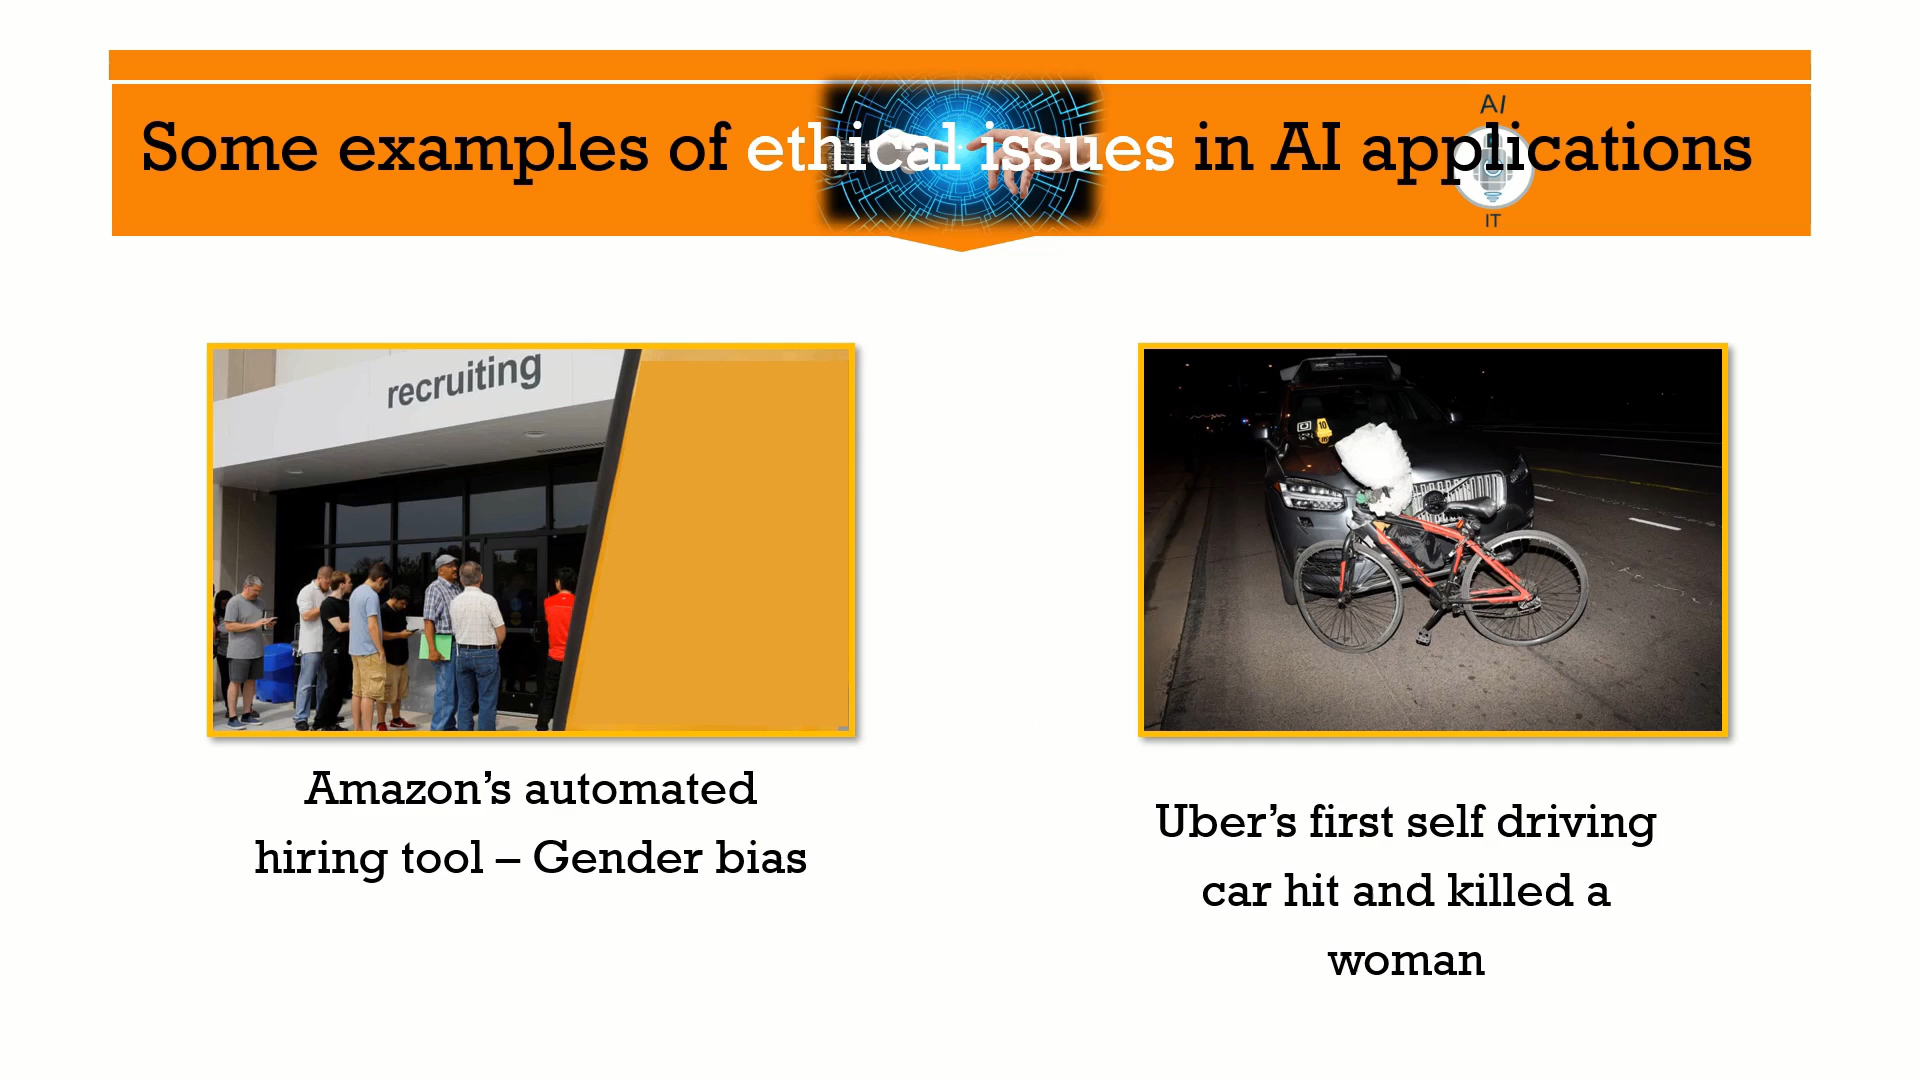 AI
Some examples of ethical issues in AI applications
IT
recruiting
10
Amazon’s automated
hiring tool – Gender bias
Uber’s first self driving
car hit and killed a
woman